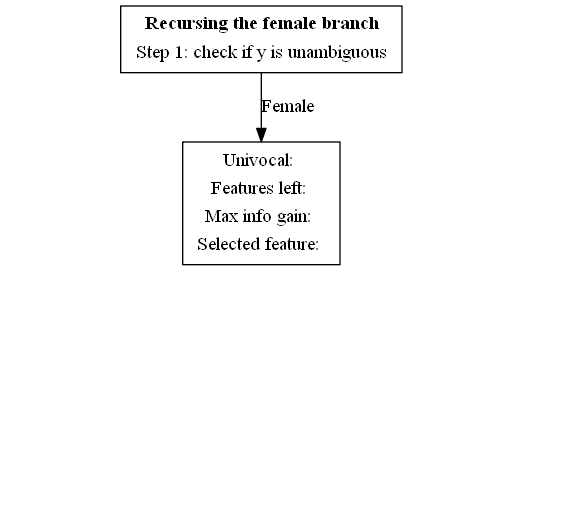 Recursing the female branch
Step 1: check if y is unambiguous
Female
Univocal:
Features left:
Max info gain:
Selected feature: